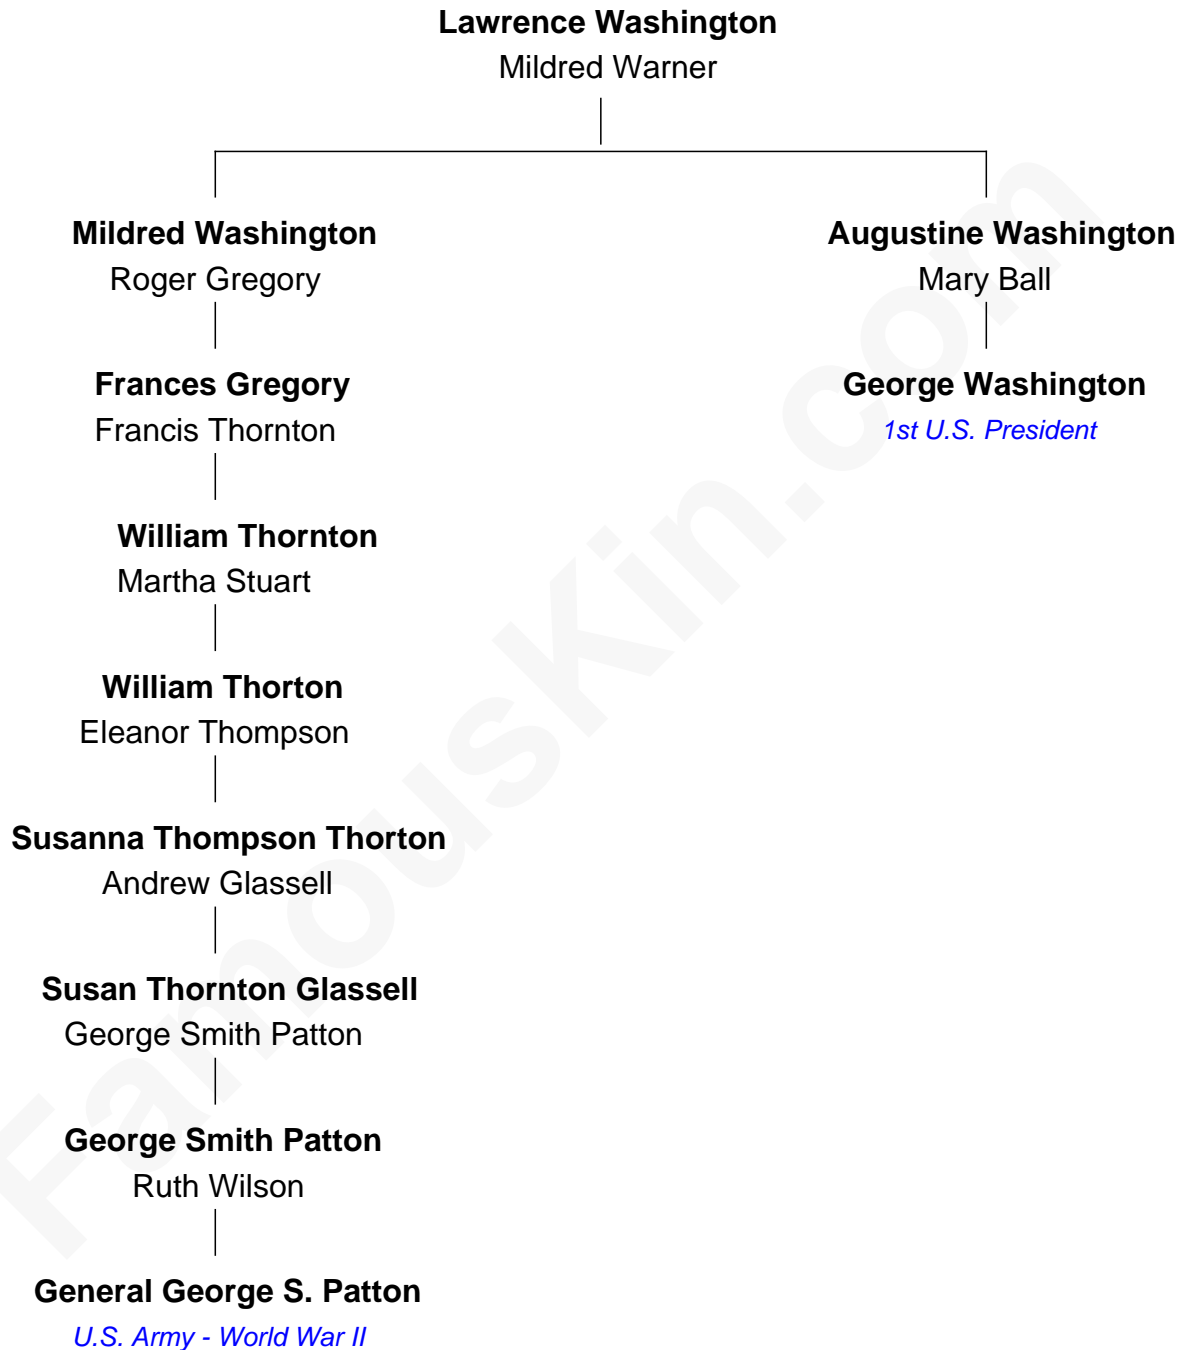 Lawrence Washington
Mildred Warner
Mildred Washington
Roger Gregory
Augustine Washington
Mary Ball
Frances Gregory
Francis Thornton
George Washington
1st U.S. President
William Thornton
Martha Stuart
William Thorton
Eleanor Thompson
Susanna Thompson Thorton
Andrew Glassell
Susan Thornton Glassell
George Smith Patton
George Smith Patton
Ruth Wilson
General George S. Patton
U.S. Army - World War II
FamousKin.com